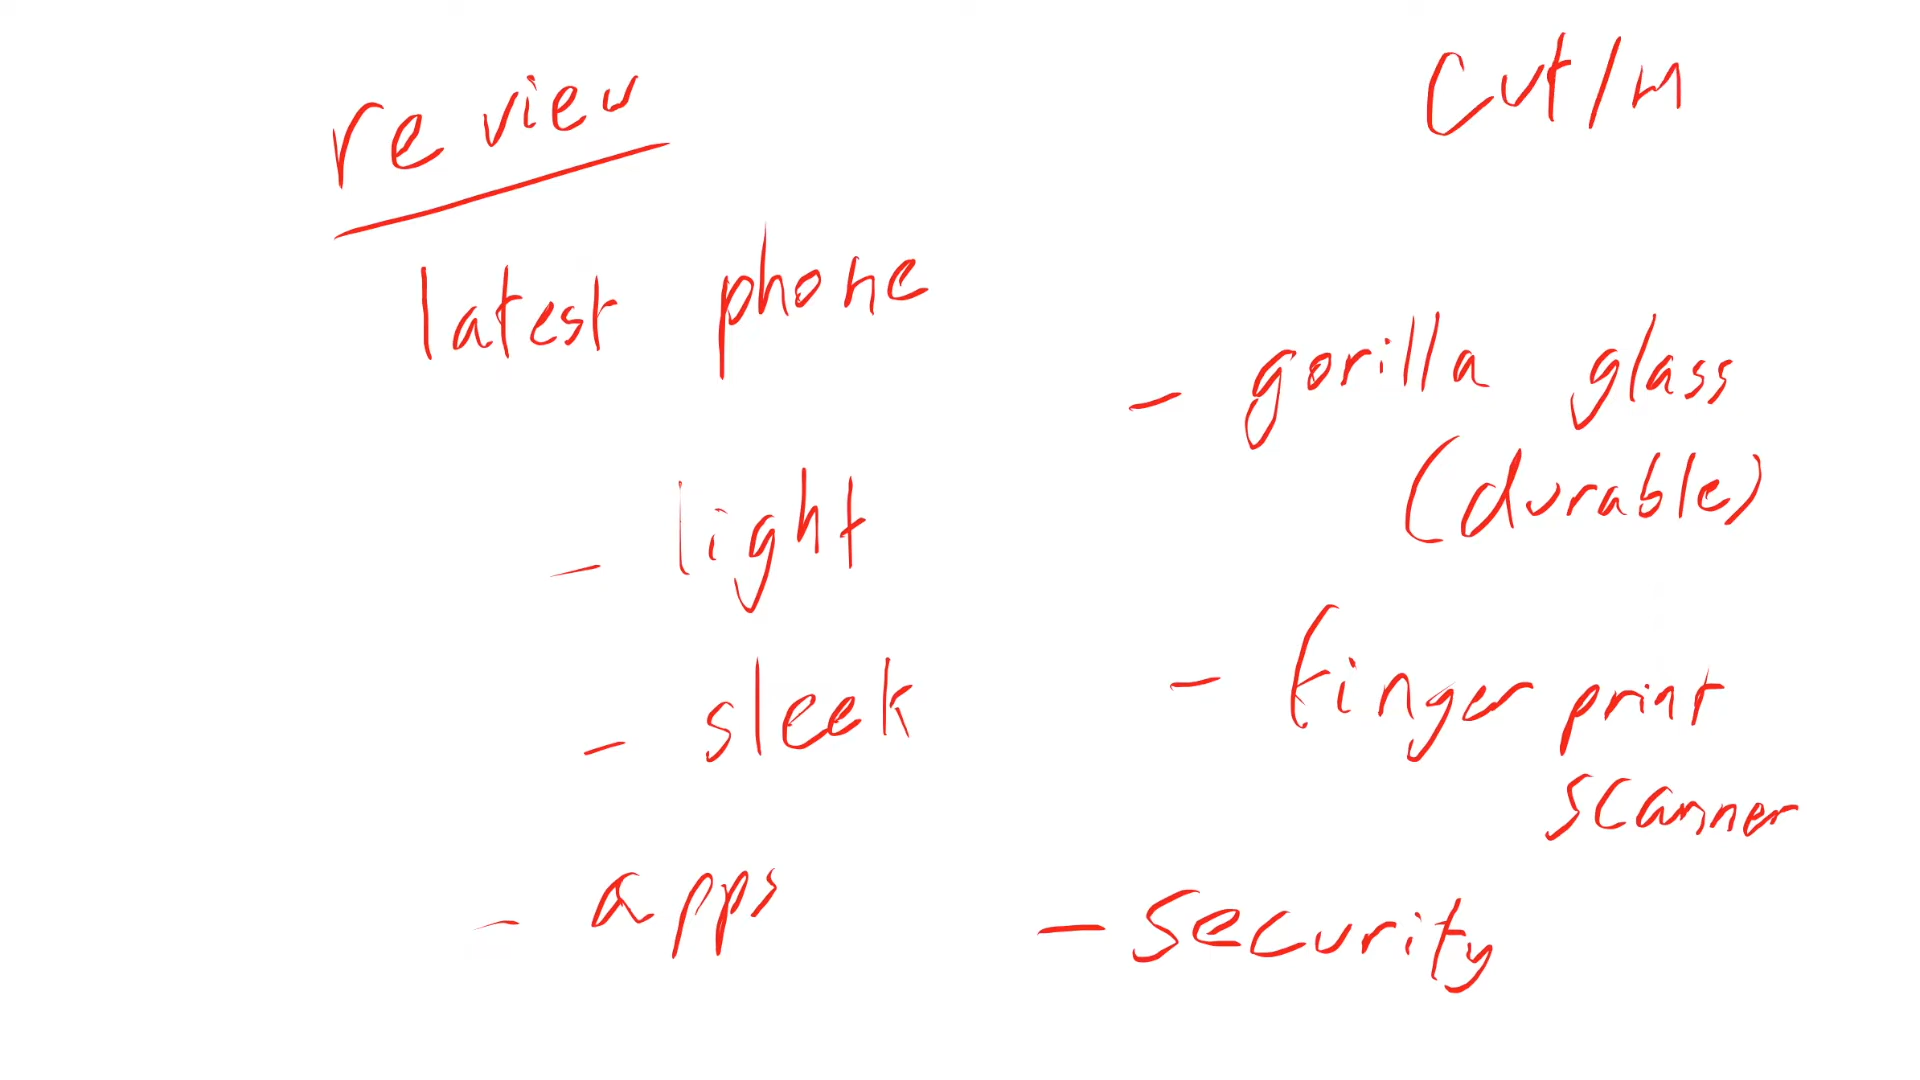 review
latest phone
- light
- sleek
- apps
cut/m
- gorilla glass
(durable)
- finger print
scanner
- security